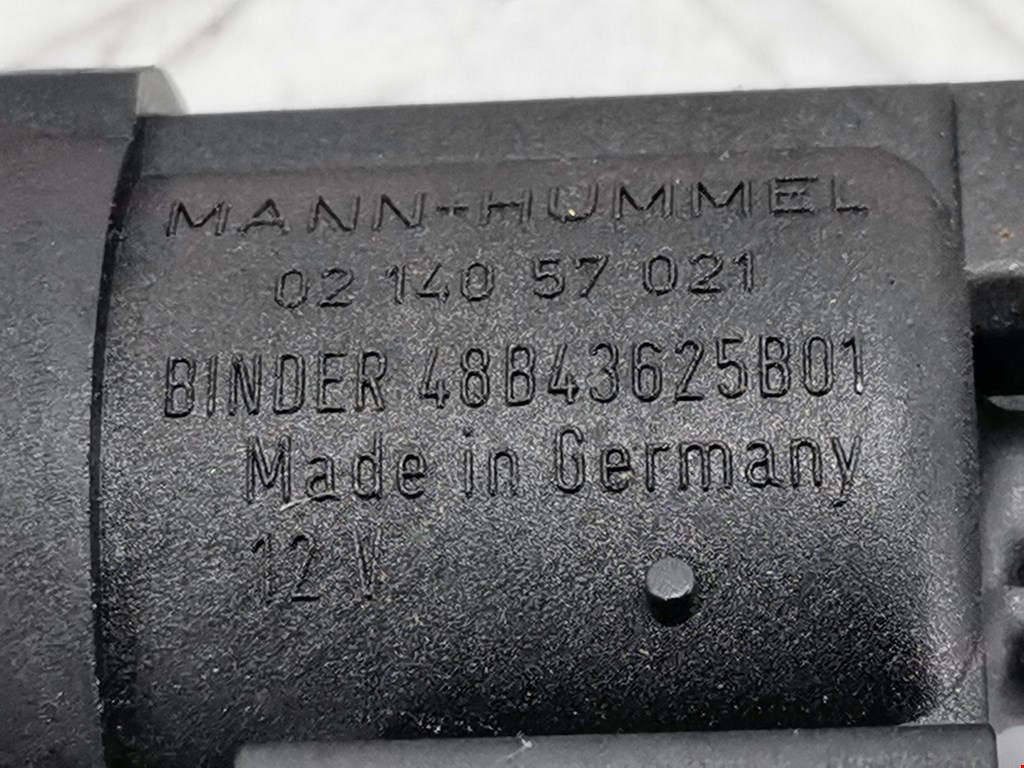 MANN+HUMMEL
02 140 57 021
BINDER 48B43625B01
Made in Germany
12 V